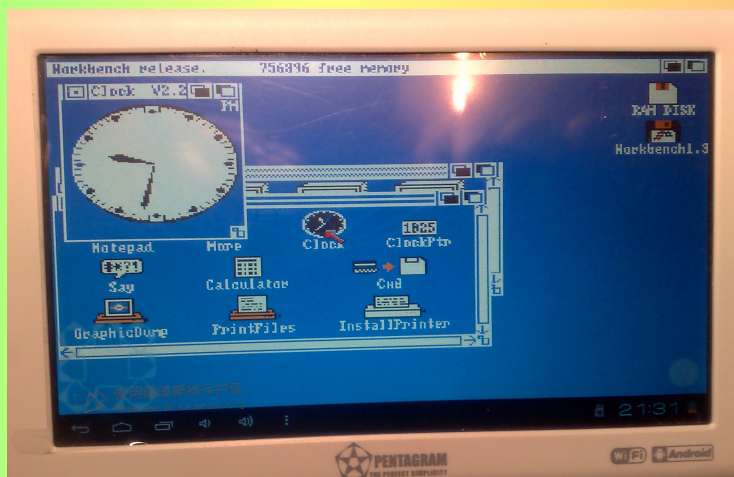 Workbench release. 756896 free memory
Clock V2.2
PM
RAM DISK
Workbench1.3
Notepad More Clock ClockPtr
Say Calculator Cmd
GraphicDump PrintFiles InstallPrinter
21:31
PENTAGRAM
THE PERFECT SIMPLICITY
WiFi Android